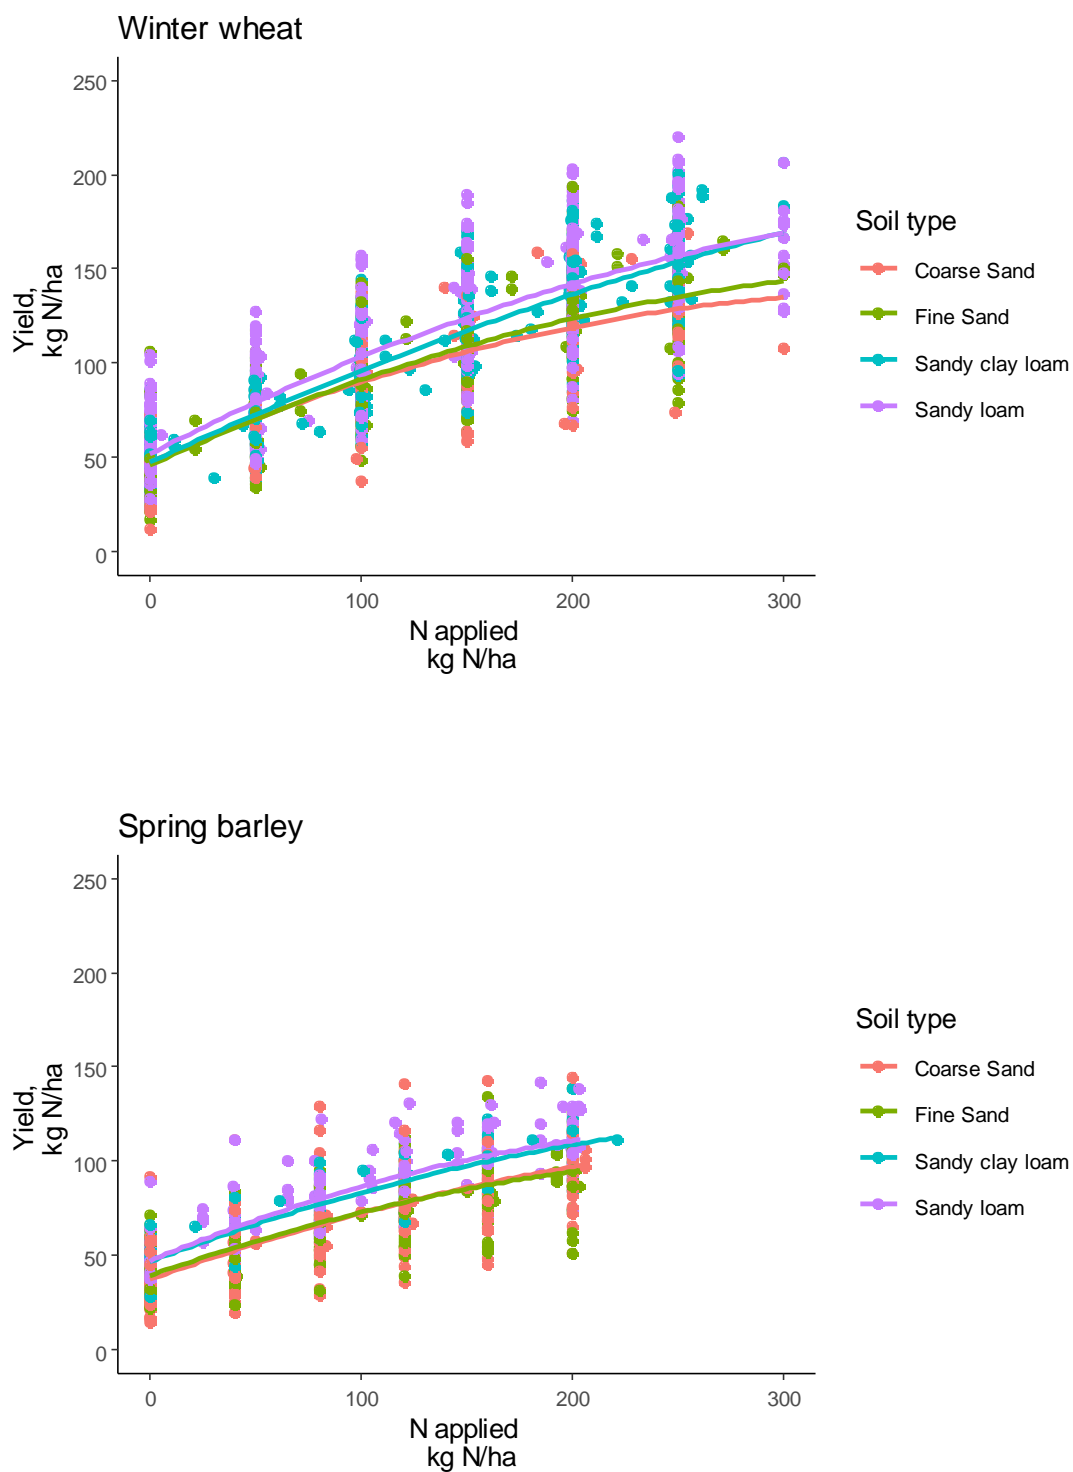 Winter wheat
250
200
150
100
50
0
Yield,
kg N/ha
0 100 200 300
N applied
kg N/ha
Soil type
Coarse Sand
Fine Sand
Sandy clay loam
Sandy loam
Spring barley
250
200
150
100
50
0
Yield,
kg N/ha
0 100 200 300
N applied
kg N/ha
Soil type
Coarse Sand
Fine Sand
Sandy clay loam
Sandy loam